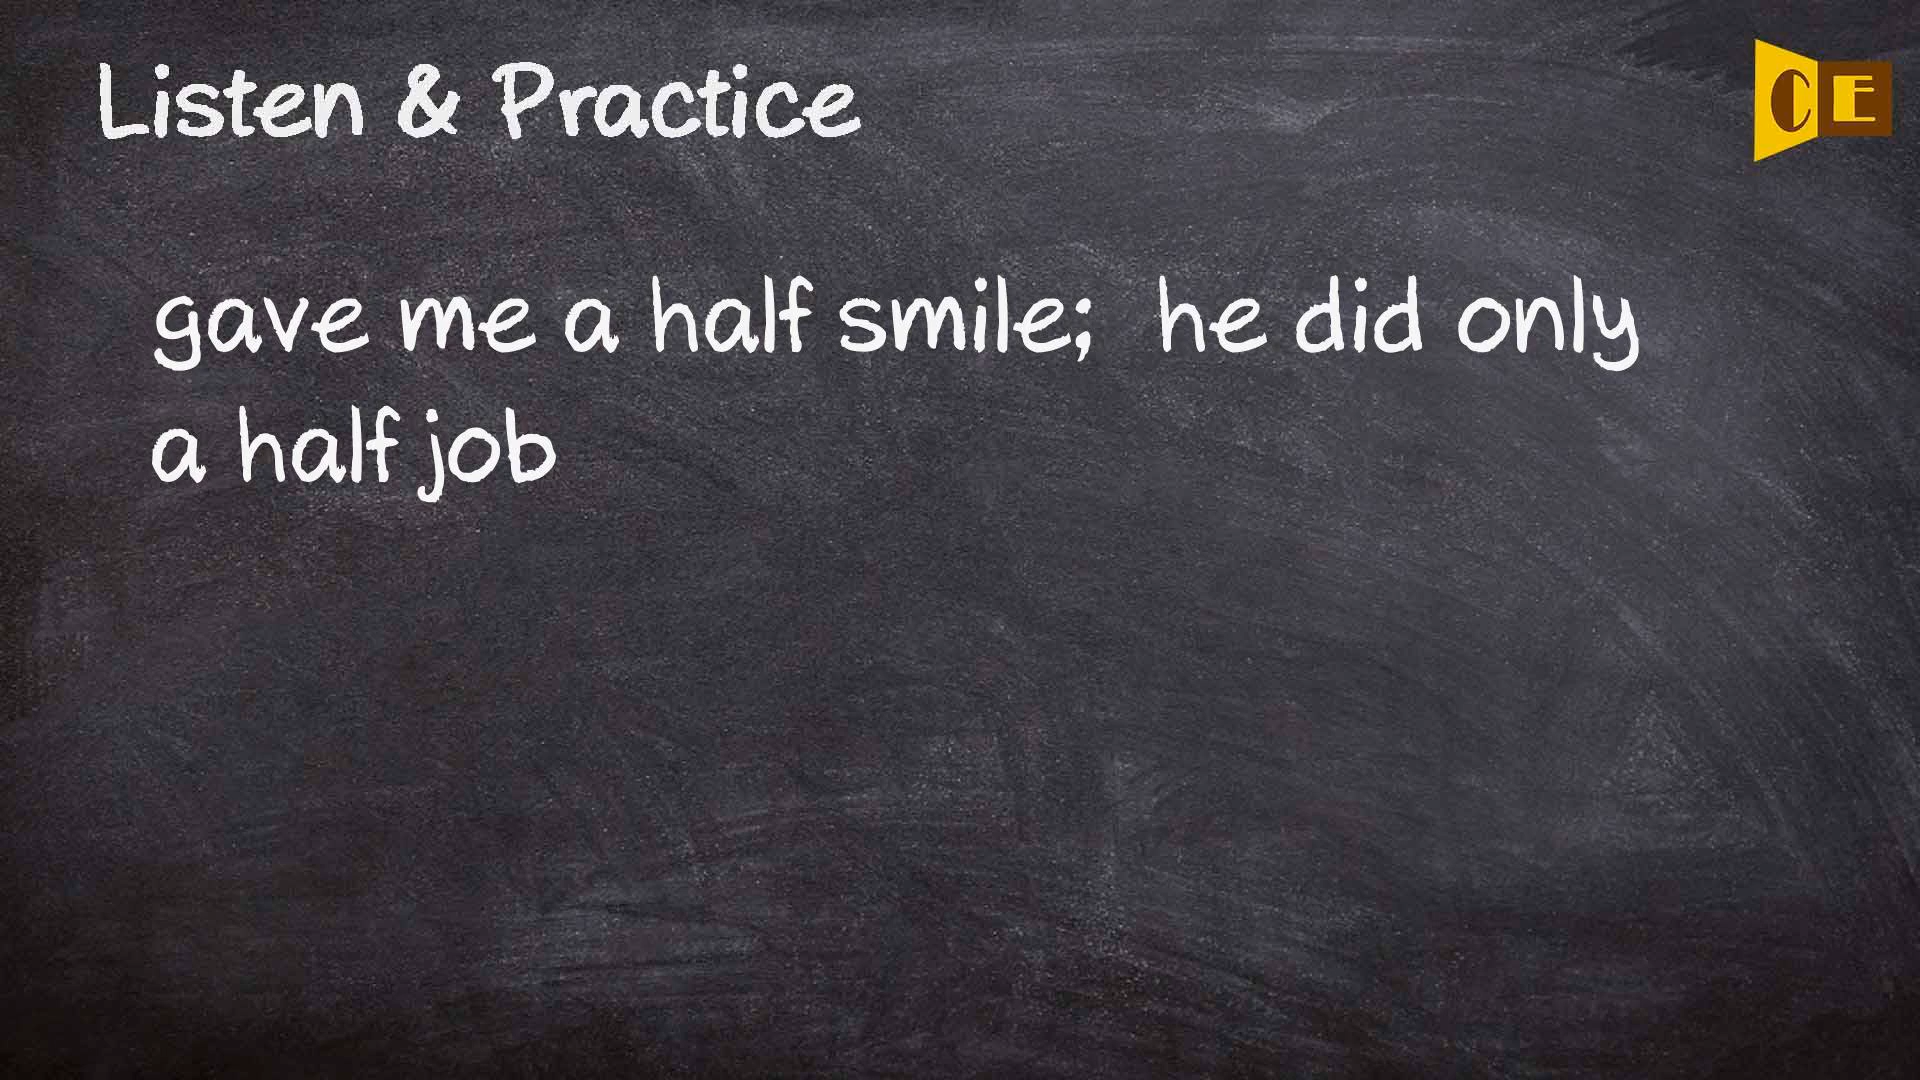 Listen & Practice
CE
gave me a half smile;  he did only
a half job